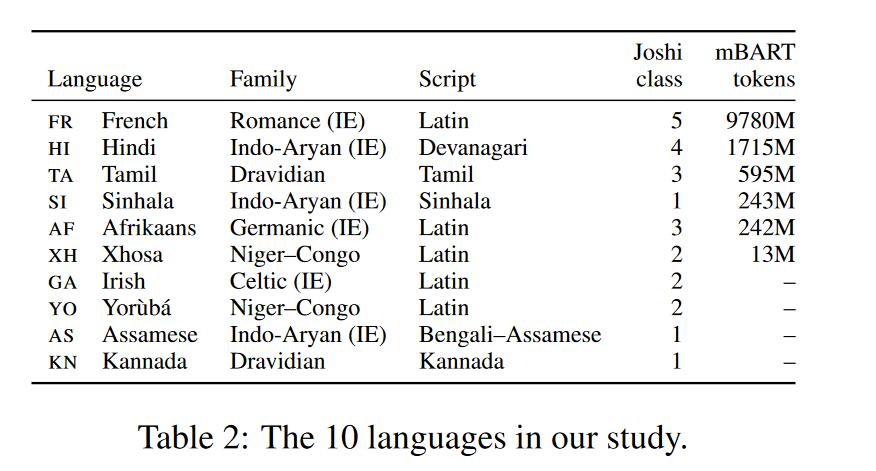 Joshi mBART
Language Family Script class tokens
FR French Romance (IE) Latin 5 9780M
HI Hindi Indo-Aryan (IE) Devanagari 4 1715M
TA Tamil Dravidian Tamil 3 595M
SI Sinhala Indo-Aryan (IE) Sinhala 1 243M
AF Afrikaans Germanic (IE) Latin 3 242M
XH Xhosa Niger–Congo Latin 2 13M
GA Irish Celtic (IE) Latin 2 –
YO Yorùbá Niger–Congo Latin 2 –
AS Assamese Indo-Aryan (IE) Bengali–Assamese 1 –
KN Kannada Dravidian Kannada 1 –
Table 2: The 10 languages in our study.